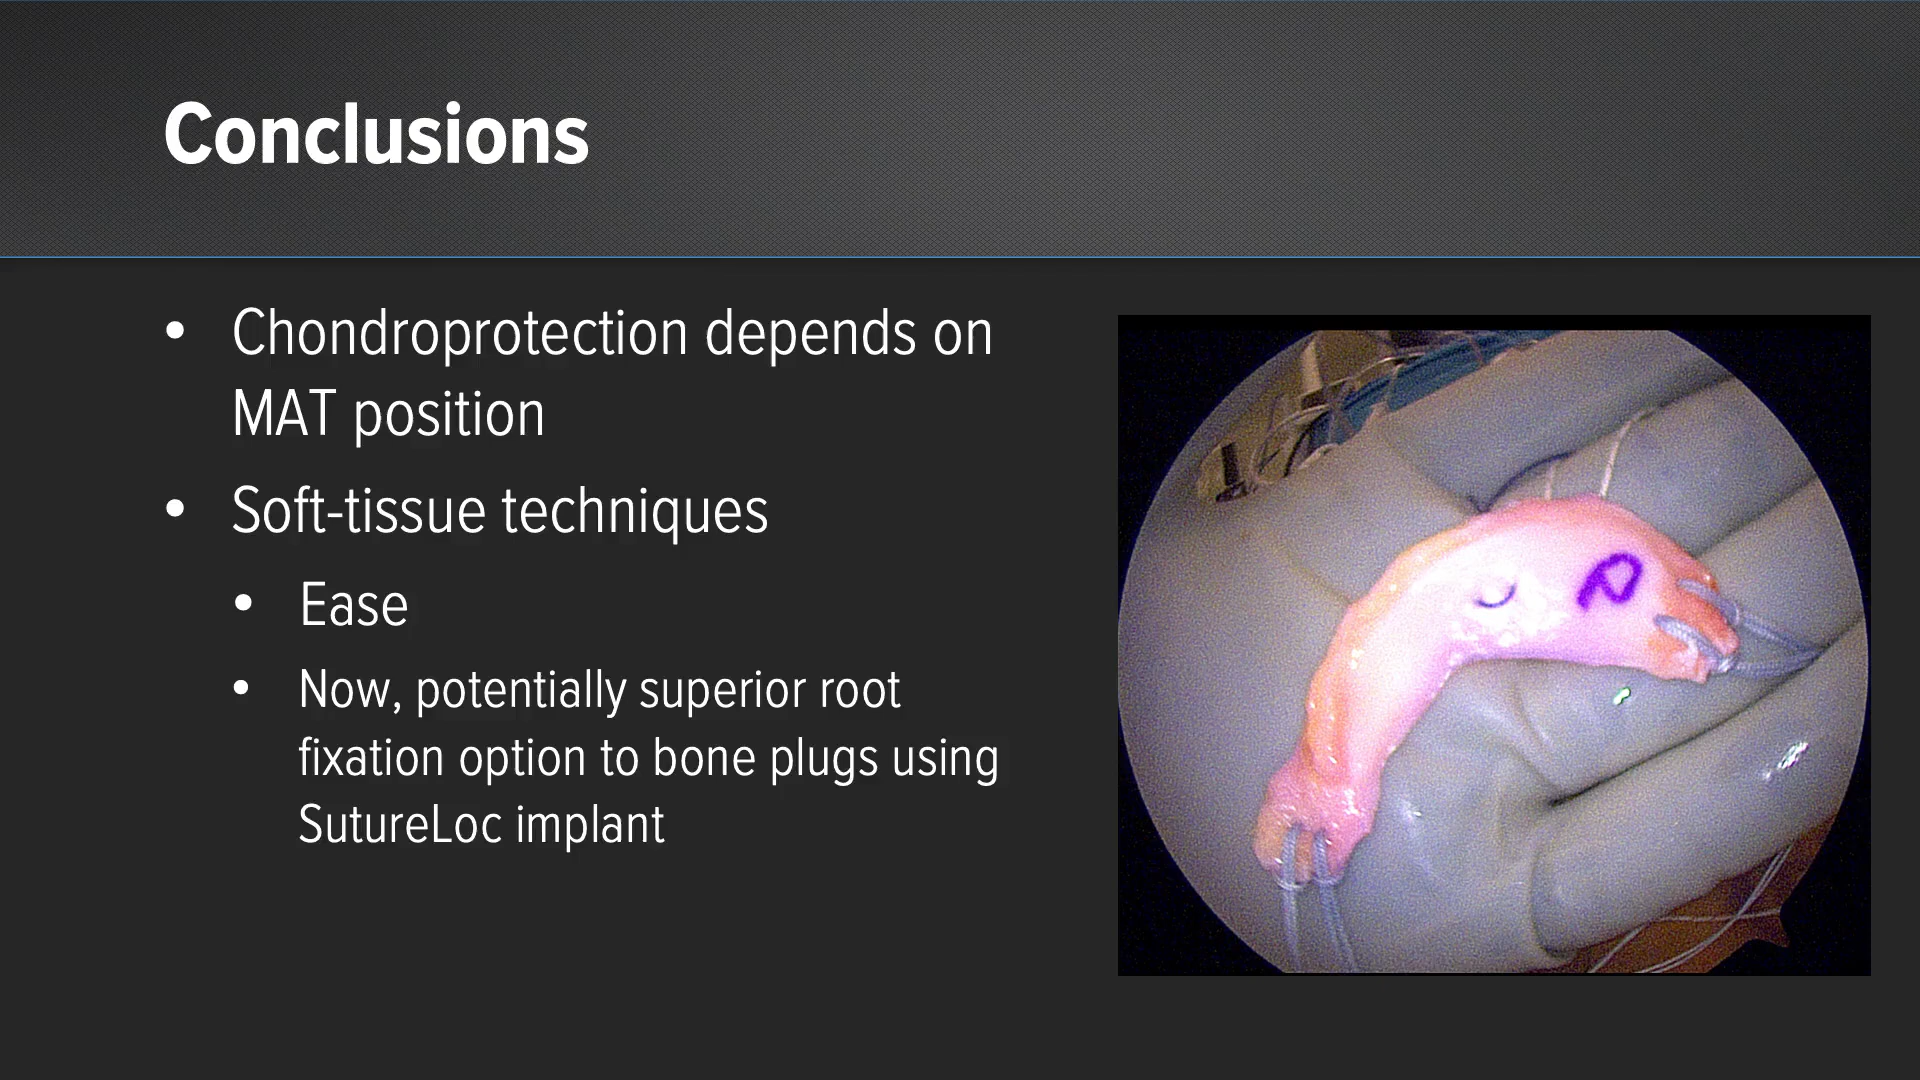 Conclusions
• Chondroprotection depends on
MAT position
• Soft-tissue techniques
• Ease
• Now, potentially superior root
fixation option to bone plugs using
SutureLoc implant
P